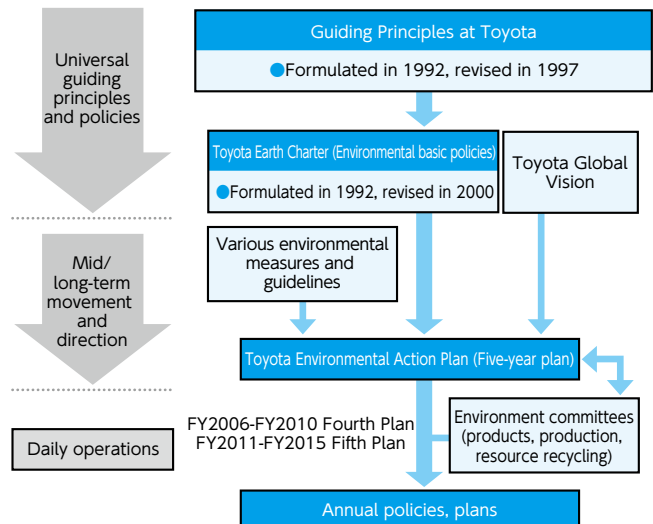 Guiding Principles at Toyota
●Formulated in 1992, revised in 1997
Universal
guiding
principles
and policies
Toyota Earth Charter (Environmental basic policies)
●Formulated in 1992, revised in 2000
Toyota Global
Vision
Various environmental
measures and
guidelines
Mid/
long-term
movement
and
direction
Toyota Environmental Action Plan (Five-year plan)
FY2006-FY2010 Fourth Plan
FY2011-FY2015 Fifth Plan
Environment committees
(products, production,
resource recycling)
Daily operations
Annual policies, plans